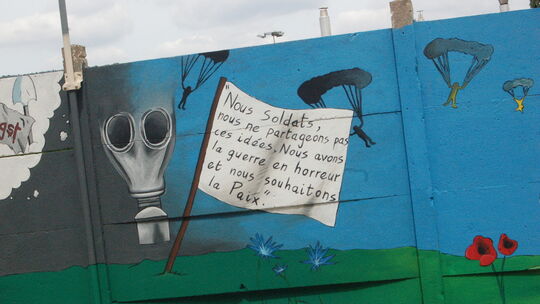 "Nous Soldats,
nous ne partageons pas
ces idées. Nous avons
la guerre en horreur
et nous souhaitons
la Paix."